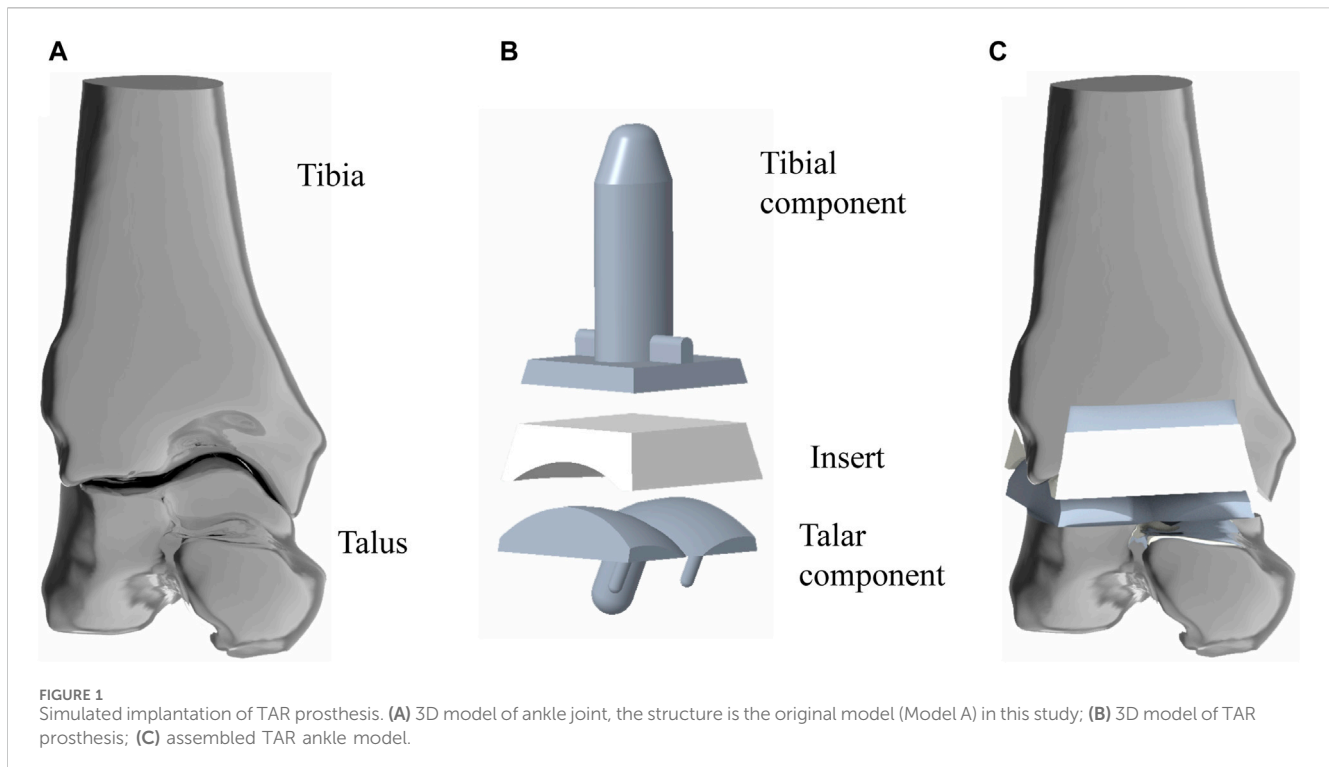 A
B
C
Tibia
Tibial
component
Insert
Talus
Talar
component
FIGURE 1
Simulated implantation of TAR prosthesis. (A) 3D model of ankle joint, the structure is the original model (Model A) in this study; (B) 3D model of TAR
prosthesis; (C) assembled TAR ankle model.